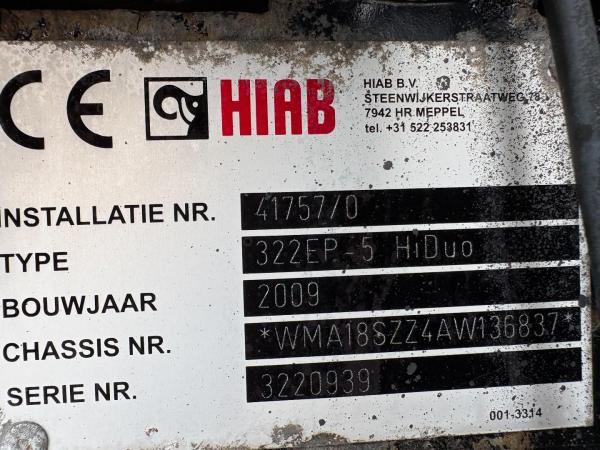 CE HIAB
HIAB B.V.
STEENWIJKERSTRAATWEG 78
7942 HR MEPPEL
tel. +31 522 253831
INSTALLATIE NR. 41757/0
TYPE 322EP-5 HiDuo
BOUWJAAR 2009
CHASSIS NR. *WMA18SZZ4AW136837*
SERIE NR. 3220939
001-3314